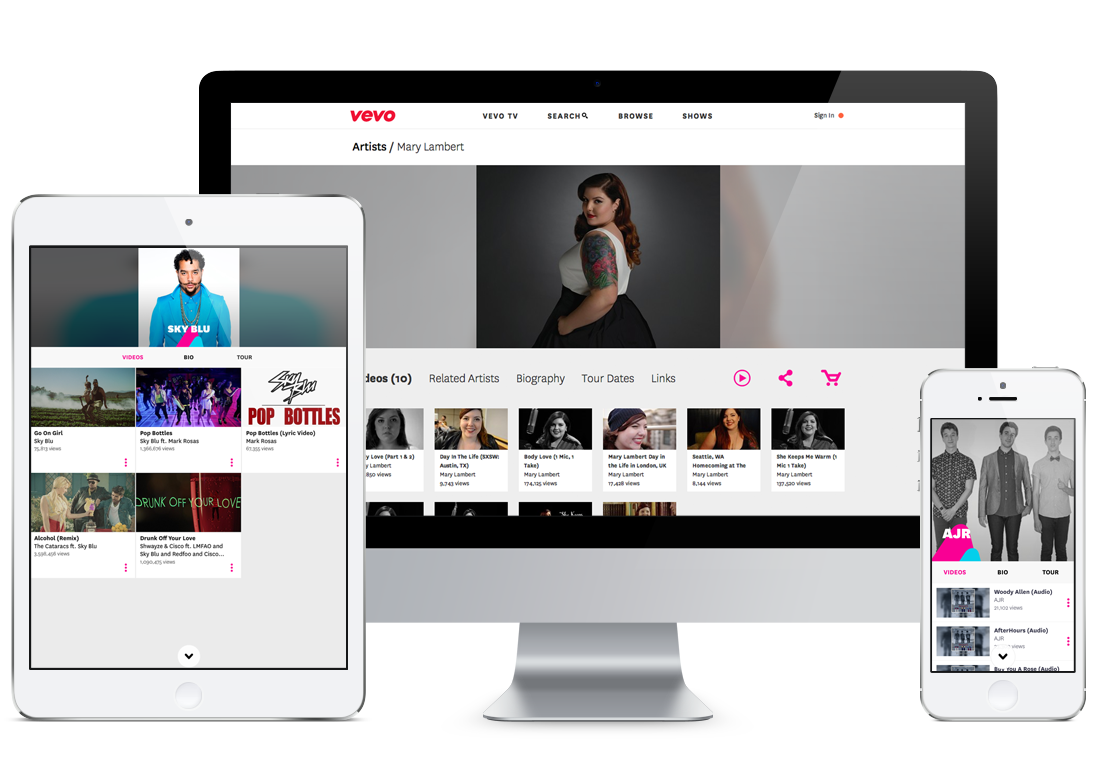 vevo
VEVO TV
SEARCH
BROWSE
SHOWS
Sign In
Artists / Mary Lambert
deos (10)
Related Artists
Biography
Tour Dates
Links
y Love (Part 1 & 2)
y Lambert
850 views
Day In The Life (SXSW:
Austin, TX)
Mary Lambert
9,743 views
Body Love (1 Mic, 1
Take)
Mary Lambert
174,125 views
Mary Lambert Day in
the Life in London, UK
Mary Lambert
17,428 views
Seattle, WA
Homecoming at The
Mary Lambert
8,144 views
She Keeps Me Warm (1
Mic 1 Take)
Mary Lambert
137,520 views
SKY BLU
VIDEOS
BIO
TOUR
Go On Girl
Sky Blu
75,813 views
Pop Bottles
Sky Blu ft. Mark Rosas
1,366,676 views
Sky Blu
POP BOTTLES
Pop Bottles (Lyric Video)
Mark Rosas
67,355 views
Alcohol (Remix)
The Cataracs ft. Sky Blu
3,598,456 views
DRUNK OFF YOUR LOVE
Drunk Off Your Love
Shwayze & Cisco ft. LMFAO and
Sky Blu and Redfoo and Cisco...
1,090,475 views
AJR
VIDEOS
BIO
TOUR
Woody Allen (Audio)
AJR
21,102 views
AfterHours (Audio)
AJR
views
Buy You A Rose (Audio)